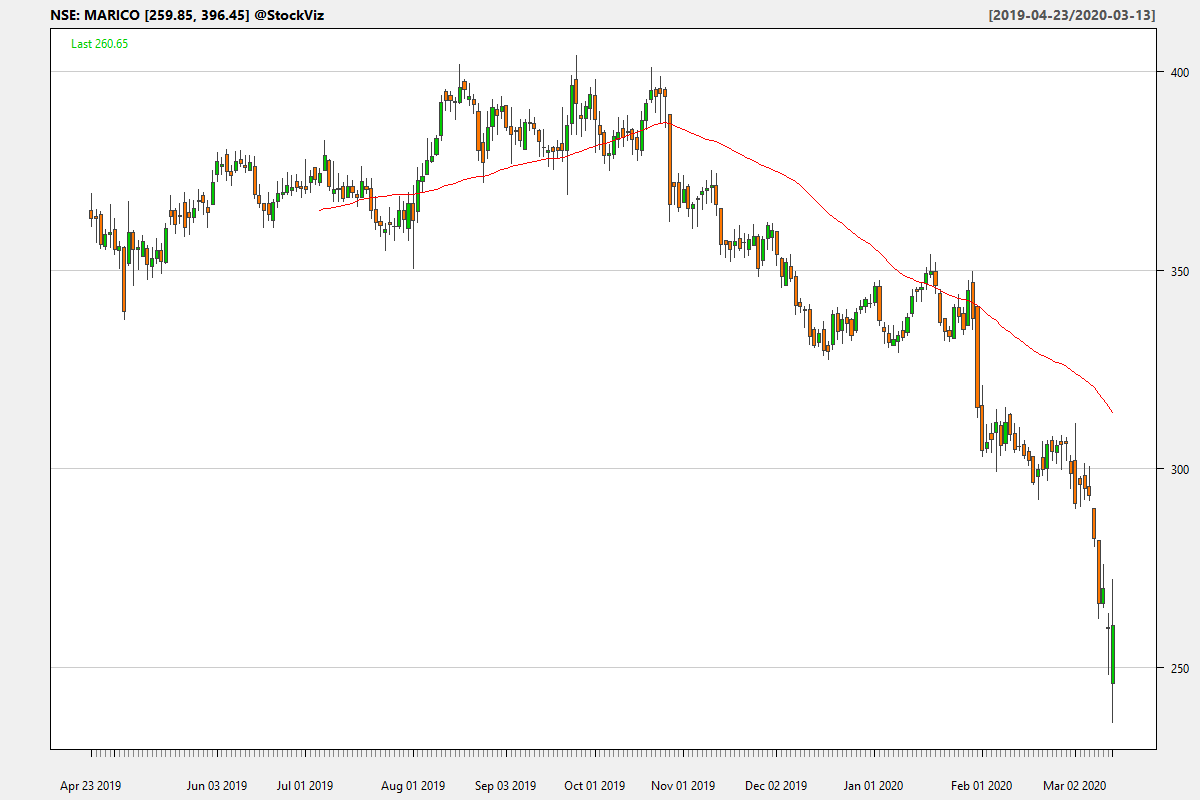 NSE: MARICO [259.85, 396.45] @StockViz
[2019-04-23/2020-03-13]
Last 260.65
400
350
300
250
Apr 23 2019
Jun 03 2019
Jul 01 2019
Aug 01 2019
Sep 03 2019
Oct 01 2019
Nov 01 2019
Dec 02 2019
Jan 01 2020
Feb 01 2020
Mar 02 2020